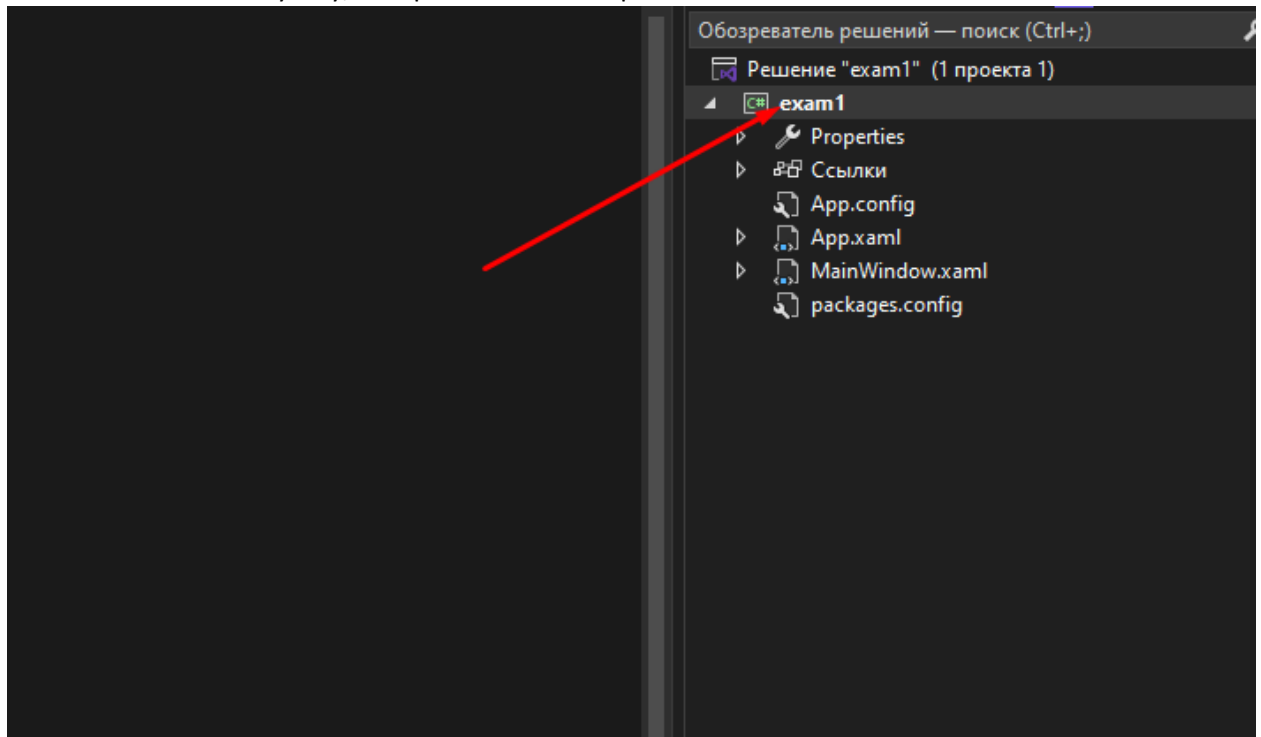 Обозреватель решений — поиск (Ctrl+;)
Решение "exam1" (1 проекта 1)
C# exam1
Properties
Ссылки
App.config
App.xaml
MainWindow.xaml
packages.config